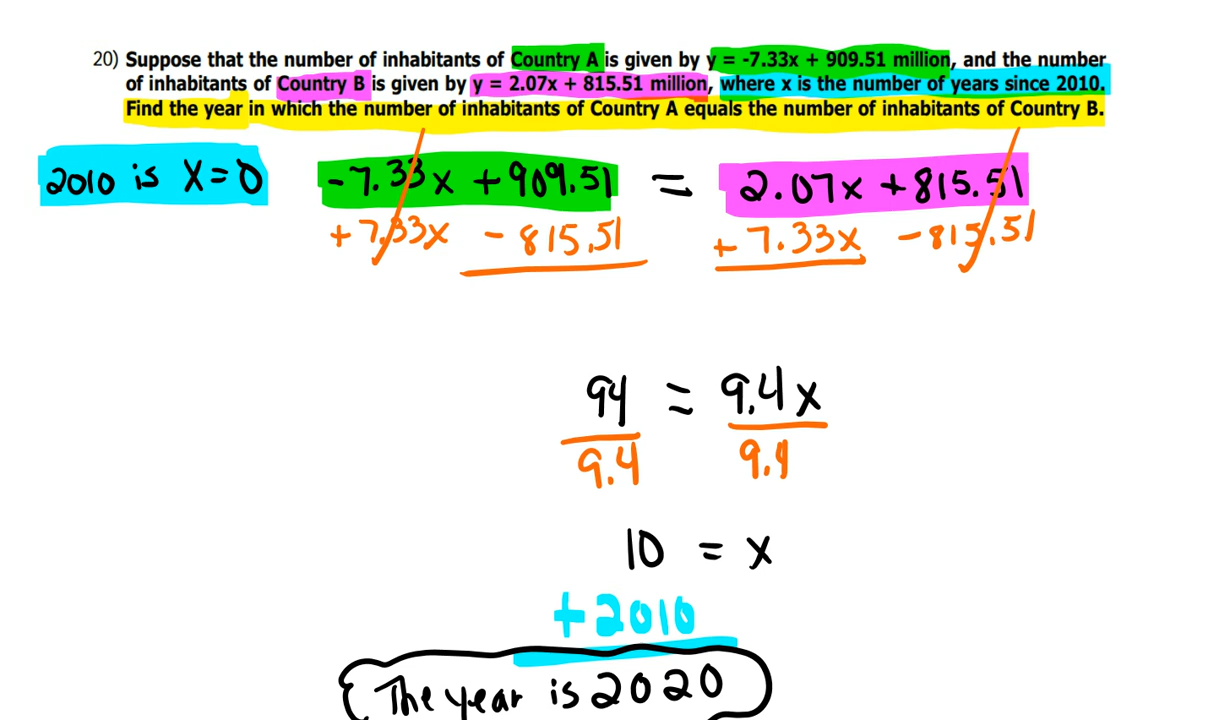 20) Suppose that the number of inhabitants of Country A is given by y = -7.33x + 909.51 million, and the number
of inhabitants of Country B is given by y = 2.07x + 815.51 million, where x is the number of years since 2010.
Find the year in which the number of inhabitants of Country A equals the number of inhabitants of Country B.
2010 is x=0 -7.33x +909.51 = 2.07x +815.51
+7.33x -815.51 +7.33x -815.51
94 = 9.4x
9.4 9.4
10 = x
+2010
The year is 2020